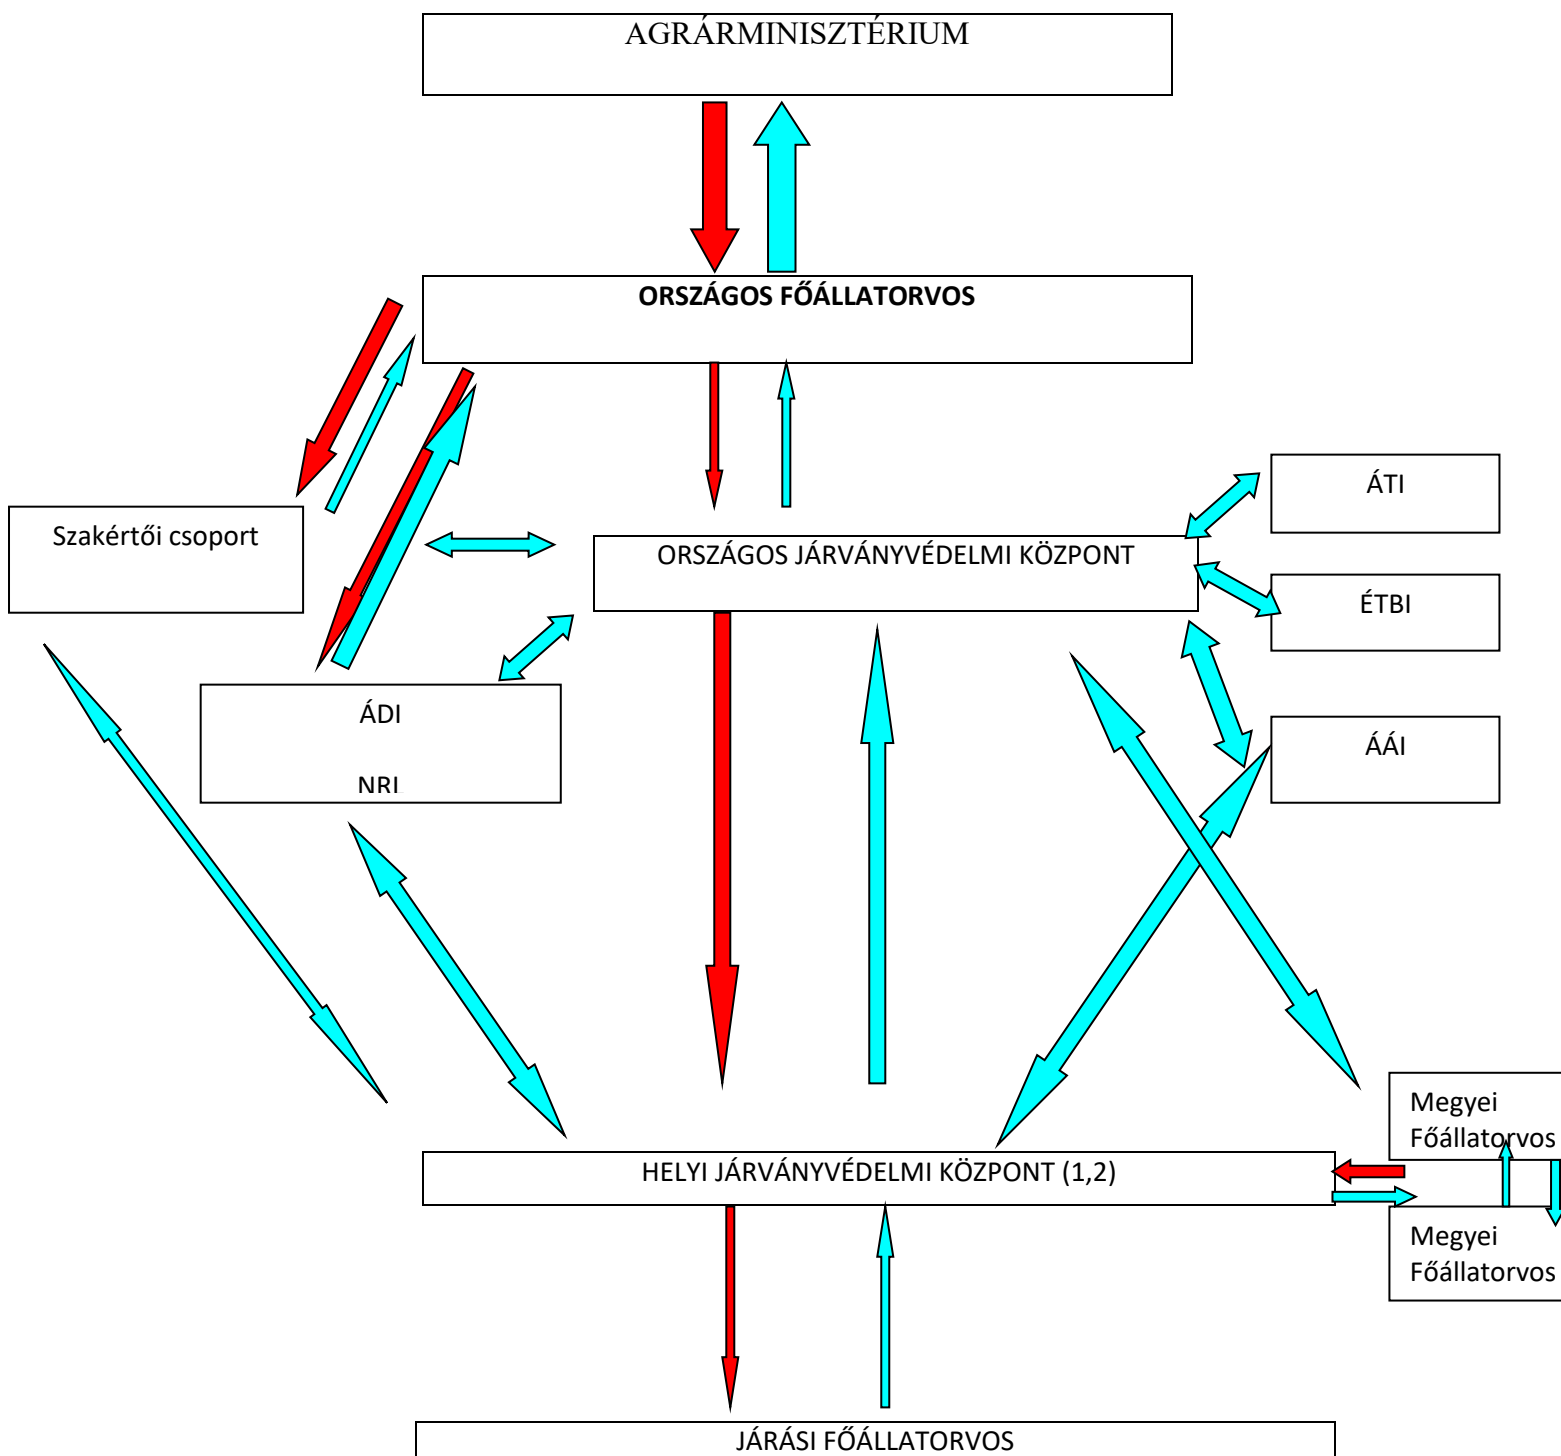 AGRÁRMINISZTÉRIUM
ORSZÁGOS FŐÁLLATORVOS
ÁTI
Szakértői csoport
ORSZÁGOS JÁRVÁNYVÉDELMI KÖZPONT
ÉTBI
ÁDI
NRI
ÁÁI
Megyei
Főállatorvos
HELYI JÁRVÁNYVÉDELMI KÖZPONT (1,2)
Megyei
Főállatorvos
JÁRÁSI FŐÁLLATORVOS